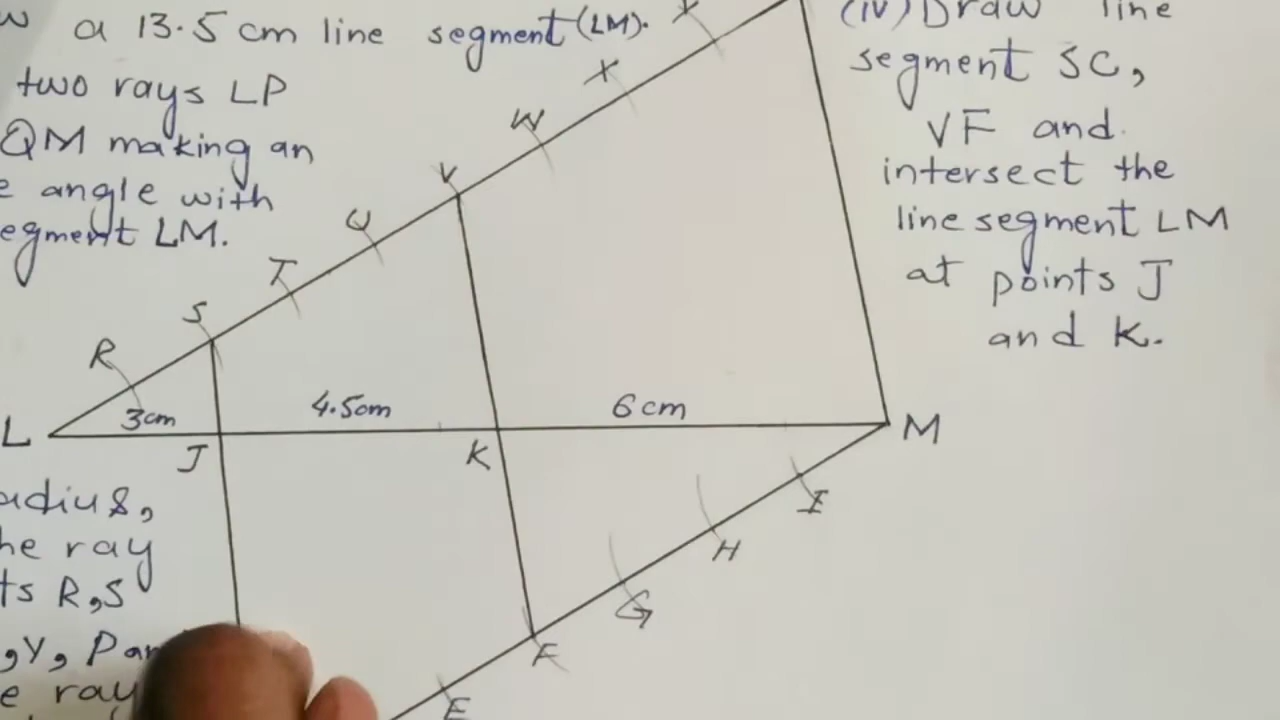 a 13.5 cm line segment (LM).
two rays LP
QM making an
angle with
segment LM.
(iv) Draw line
segment SC,
VF and
intersect the
line segment LM
at points J
and K.
Y
X
W
V
Q
T
S
R
3cm
4.5cm
6cm
L
M
J
K
I
H
G
F
E
radius,
the ray
R,S
,Y, P
ray